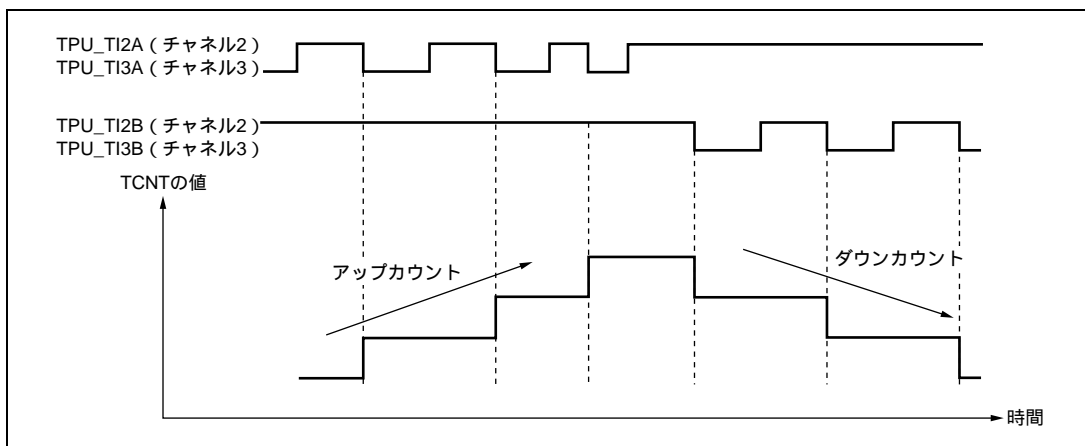 TPU_TI2A（チャネル2）
TPU_TI3A（チャネル3）
TPU_TI2B（チャネル2）
TPU_TI3B（チャネル3）
TCNTの値
アップカウント
ダウンカウント
時間